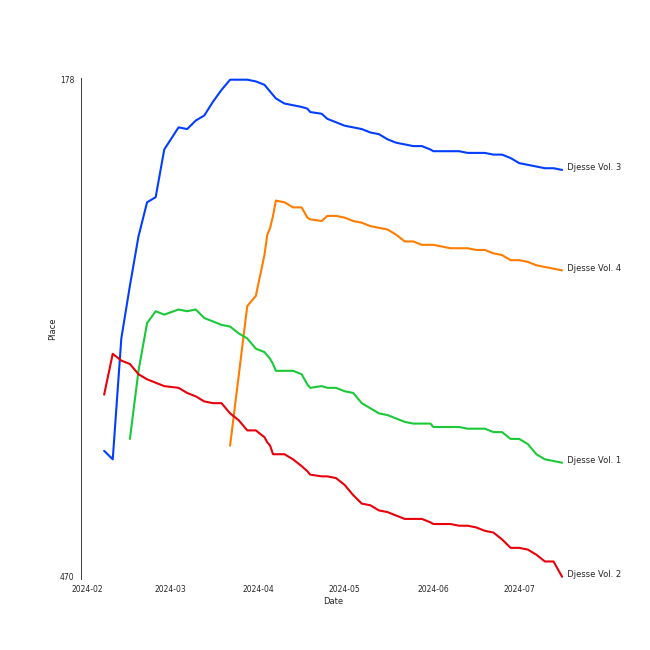 178
Djesse Vol. 3
Djesse Vol. 4
Place
Djesse Vol. 1
Djesse Vol. 2
470
2024-02 2024-03 2024-04 2024-05 2024-06 2024-07
Date